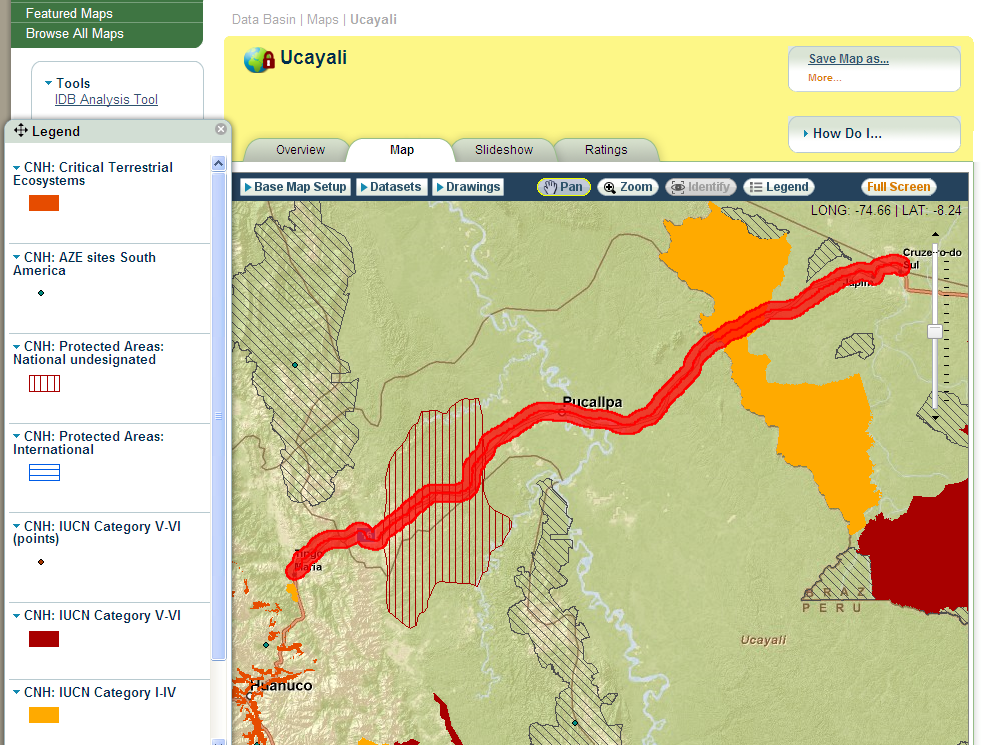 Featured Maps
Browse All Maps
Data Basin | Maps | Ucayali
Tools
IDB Analysis Tool
Ucayali
Save Map as...
More...
How Do I...
Overview
Map
Slideshow
Ratings
Legend
CNH: Critical Terrestrial
Ecosystems
CNH: AZE sites South
America
CNH: Protected Areas:
National undesignated
CNH: Protected Areas:
International
CNH: IUCN Category V-VI
(points)
CNH: IUCN Category V-VI
CNH: IUCN Category I-IV
Base Map Setup
Datasets
Drawings
Pan
Zoom
Identify
Legend
Full Screen
LONG: -74.66 | LAT: -8.24
Sul
Pucallpa
Tingo
Maria
PERU
Ucayali
Huanuco